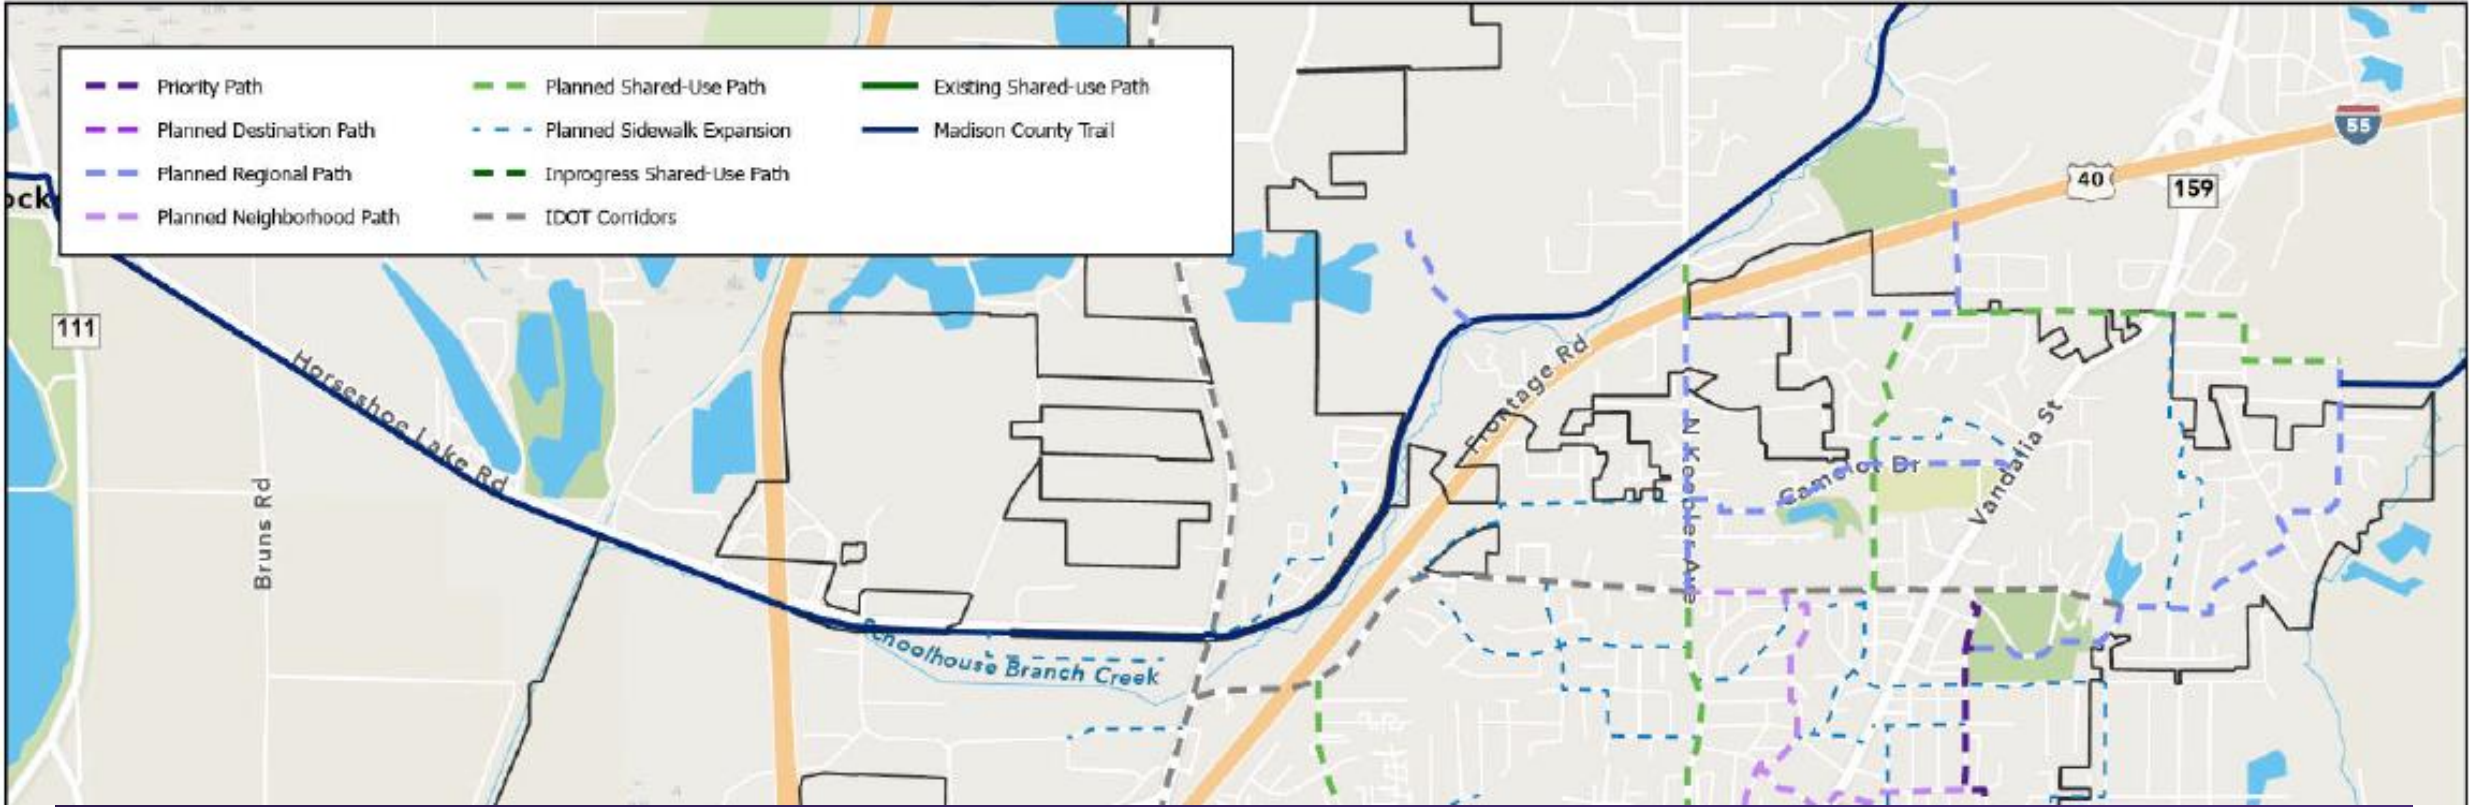 Priority Path
Planned Destination Path
Planned Regional Path
Planned Neighborhood Path
Planned Shared-Use Path
Planned Sidewalk Expansion
Inprogress Shared-Use Path
IDOT Corridors
Existing Shared-use Path
Madison County Trail
ock
111
Horseshoe Lake Rd
Bruns Rd
Schoolhouse Branch Creek
Frontage Rd
N Keebler Ave
Camelot Dr
Vandalia St
40
159
55